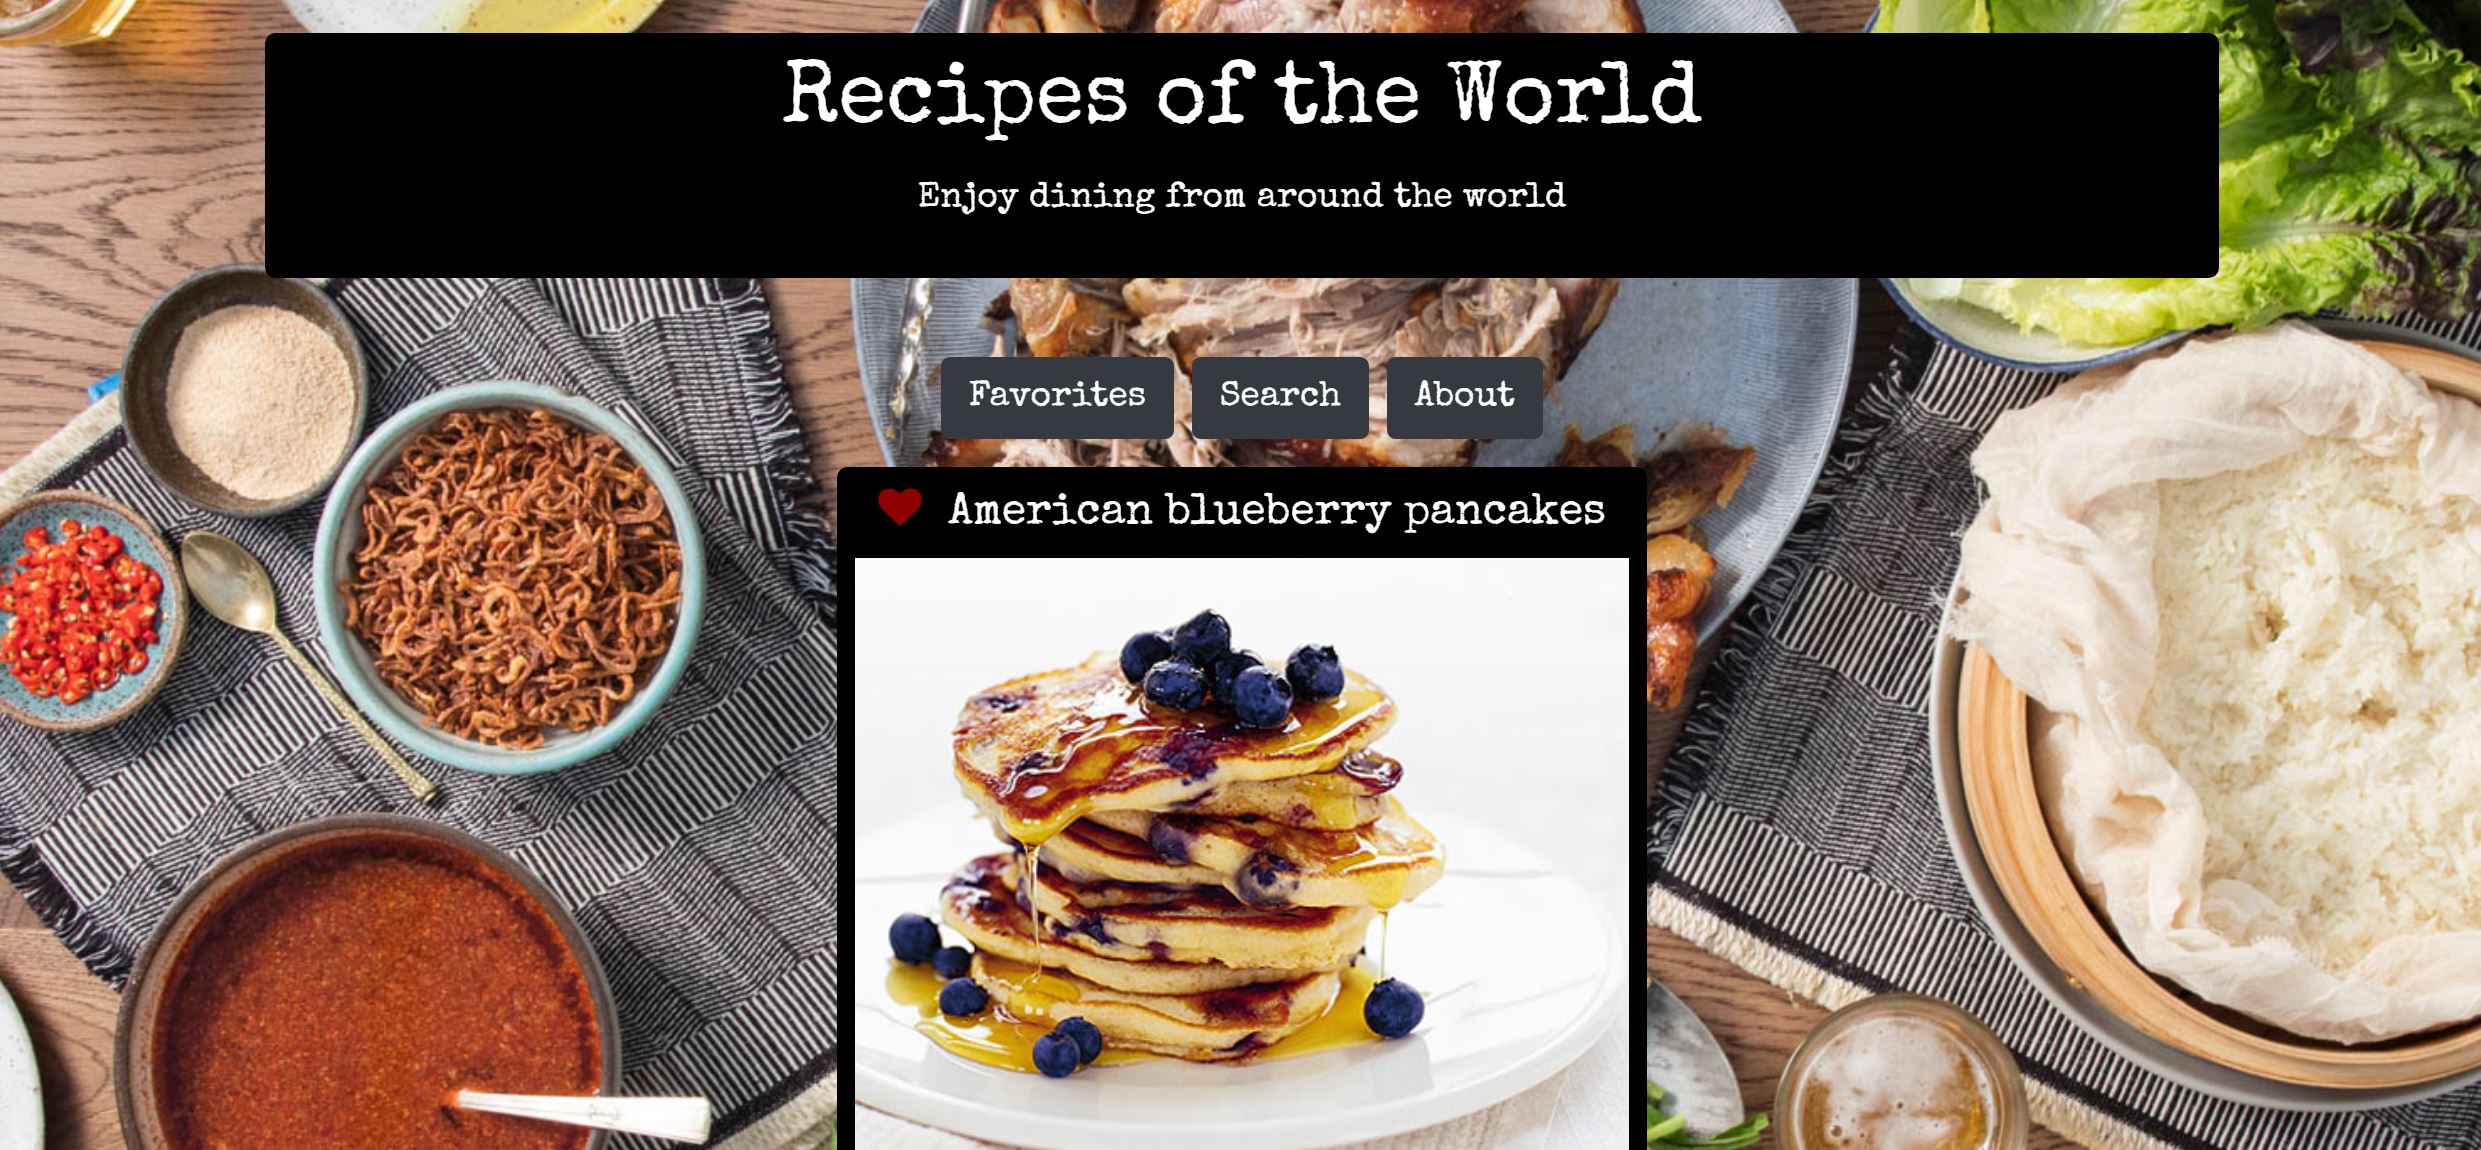 Recipes of the World
Enjoy dining from around the world
Favorites Search About
American blueberry pancakes